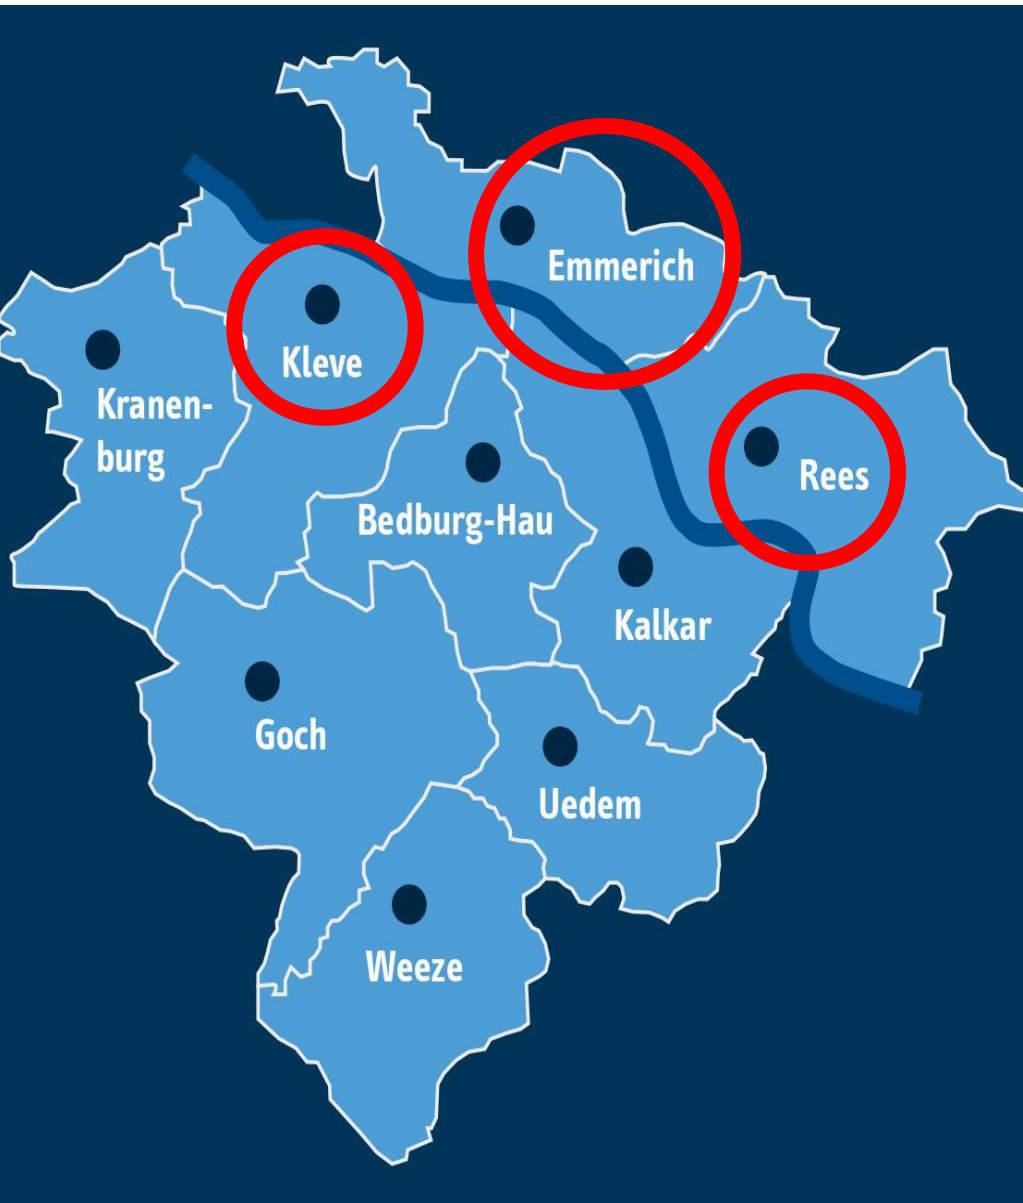 Emmerich
Kleve
Kranen-
burg
Rees
Bedburg-Hau
Kalkar
Goch
Uedem
Weeze